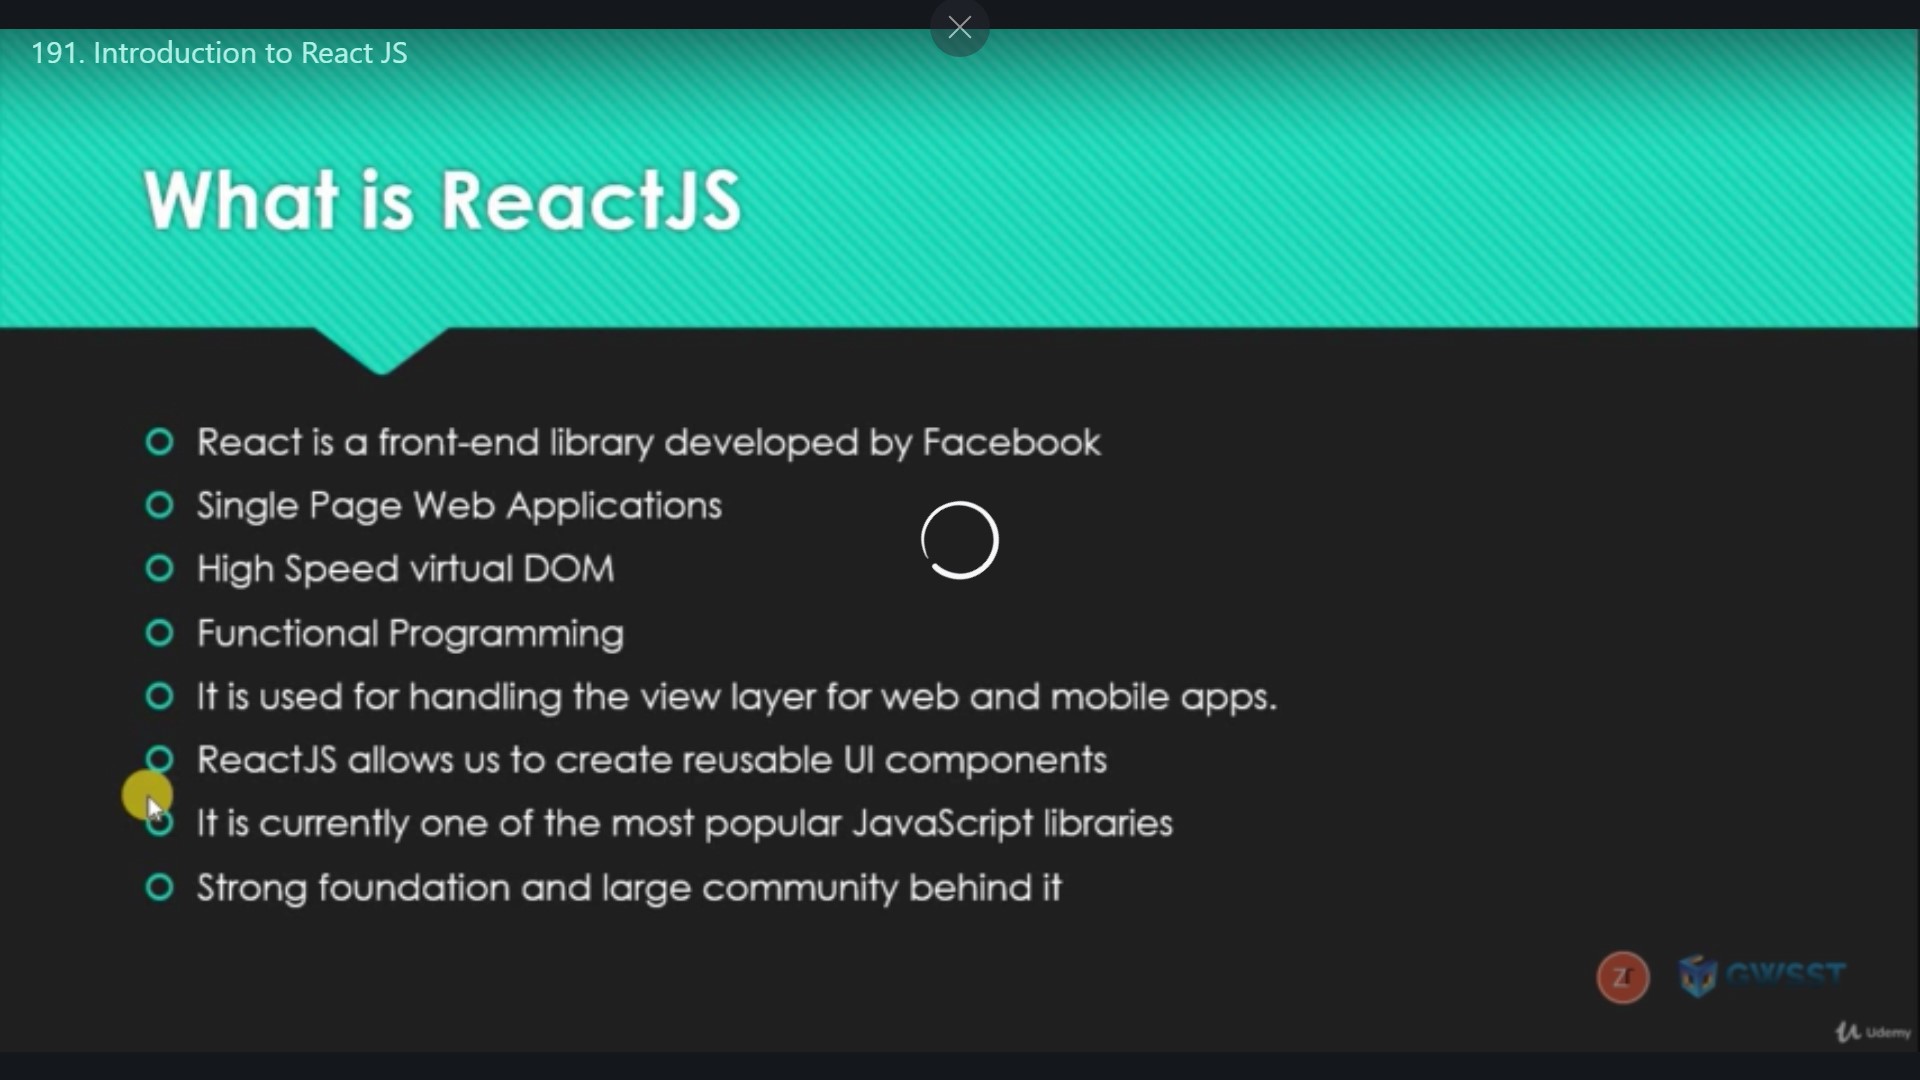 191. Introduction to React JS
What is ReactJS
React is a front-end library developed by Facebook
Single Page Web Applications
High Speed virtual DOM
Functional Programming
It is used for handling the view layer for web and mobile apps.
ReactJS allows us to create reusable UI components
It is currently one of the most popular JavaScript libraries
Strong foundation and large community behind it
GWSST
Udemy